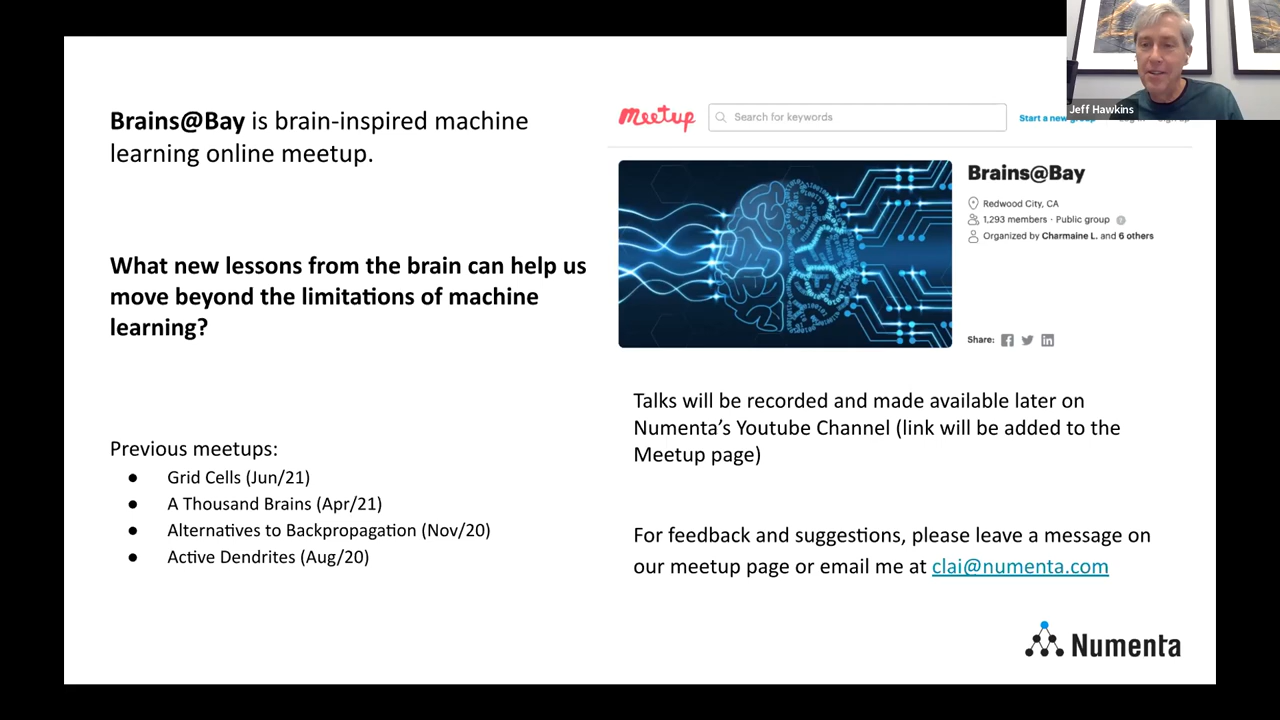 Brains@Bay is brain-inspired machine
learning online meetup.
What new lessons from the brain can help us
move beyond the limitations of machine
learning?
Previous meetups:
● Grid Cells (Jun/21)
● A Thousand Brains (Apr/21)
● Alternatives to Backpropagation (Nov/20)
● Active Dendrites (Aug/20)
Jeff Hawkins
meetup
Search for keywords
Start a new group
Brains@Bay
Redwood City, CA
1,293 members · Public group
Organized by Charmaine L. and 6 others
Share:
Talks will be recorded and made available later on
Numenta’s Youtube Channel (link will be added to the
Meetup page)
For feedback and suggestions, please leave a message on
our meetup page or email me at clai@numenta.com
Numenta